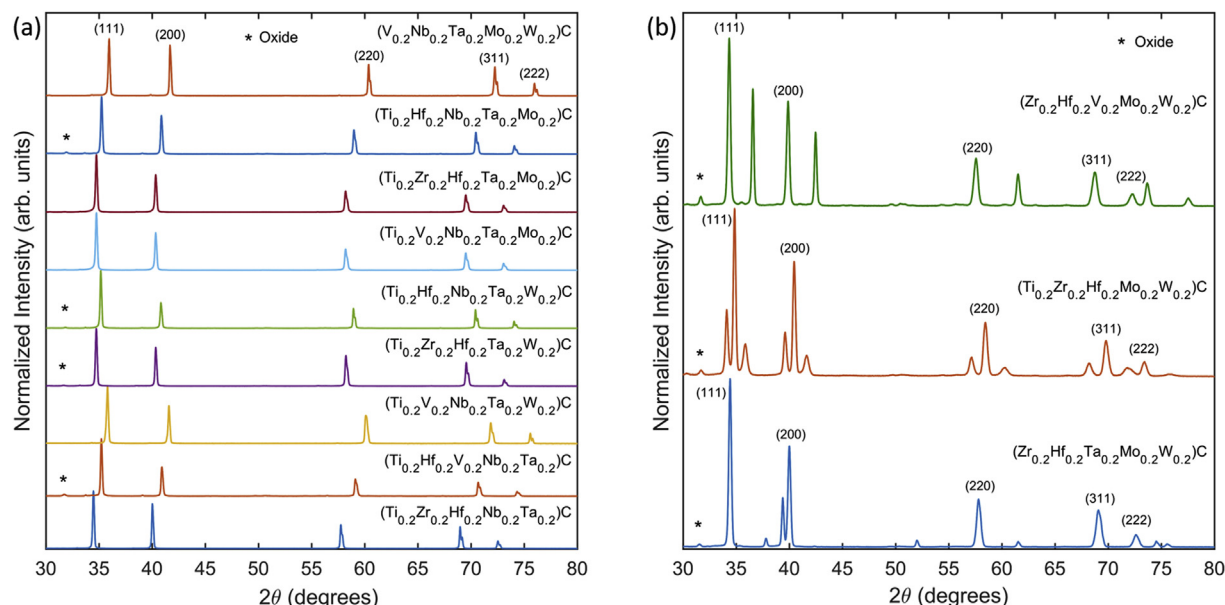 (a)
(111)
(200)
* Oxide
(V0.2Nb0.2Ta0.2Mo0.2W0.2)C
(220)
(311)
(222)
(Ti0.2Hf0.2Nb0.2Ta0.2Mo0.2)C
*
(Ti0.2Zr0.2Hf0.2Ta0.2Mo0.2)C
(Ti0.2V0.2Nb0.2Ta0.2Mo0.2)C
(Ti0.2Hf0.2Nb0.2Ta0.2W0.2)C
*
(Ti0.2Zr0.2Hf0.2Ta0.2W0.2)C
*
(Ti0.2V0.2Nb0.2Ta0.2W0.2)C
(Ti0.2Hf0.2V0.2Nb0.2Ta0.2)C
*
(Ti0.2Zr0.2Hf0.2Nb0.2Ta0.2)C
Normalized Intensity (arb. units)
30 35 40 45 50 55 60 65 70 75 80
2θ (degrees)
(b)
(111)
* Oxide
(200)
(Zr0.2Hf0.2V0.2Mo0.2W0.2)C
(220)
(311)
(222)
*
(111)
(200)
(Ti0.2Zr0.2Hf0.2Mo0.2W0.2)C
(220)
(311)
(222)
*
(111)
(200)
(Zr0.2Hf0.2Ta0.2Mo0.2W0.2)C
(220)
(311)
(222)
*
Normalized Intensity (arb. units)
30 35 40 45 50 55 60 65 70 75 80
2θ (degrees)